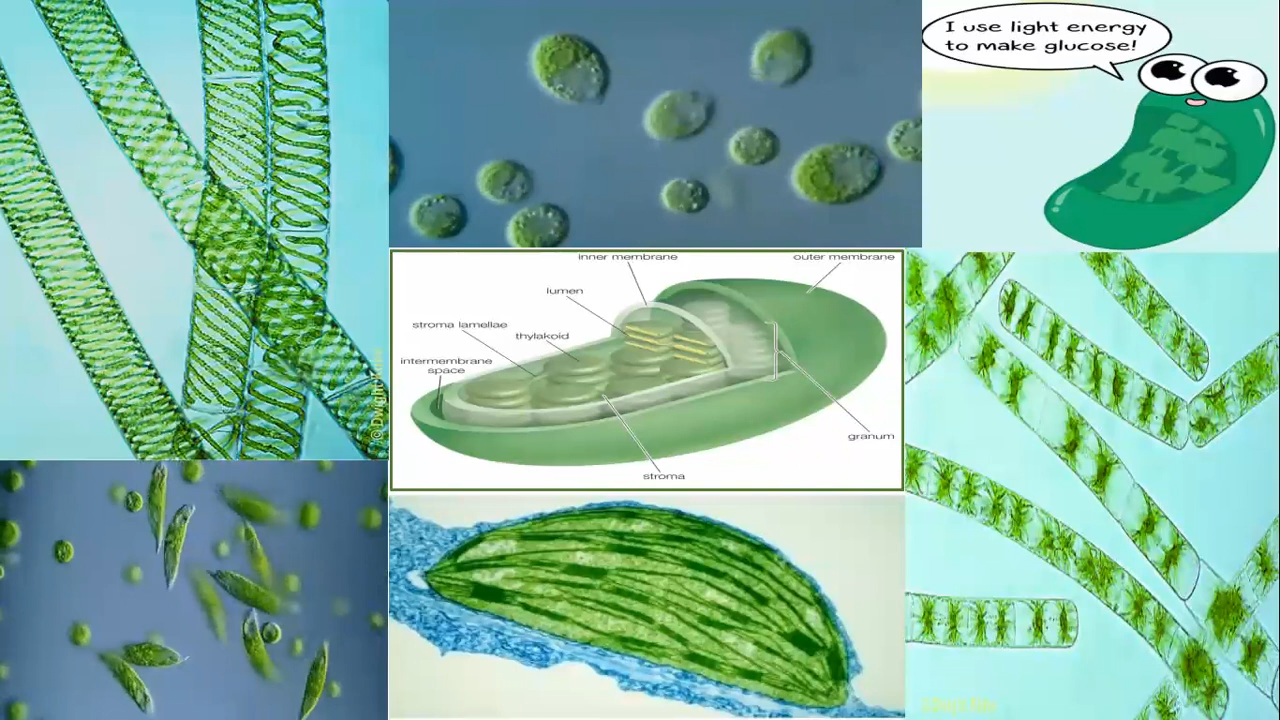 I use light energy
to make glucose!
inner membrane
outer membrane
lumen
stroma lamellae
thylakoid
intermembrane
space
granum
stroma